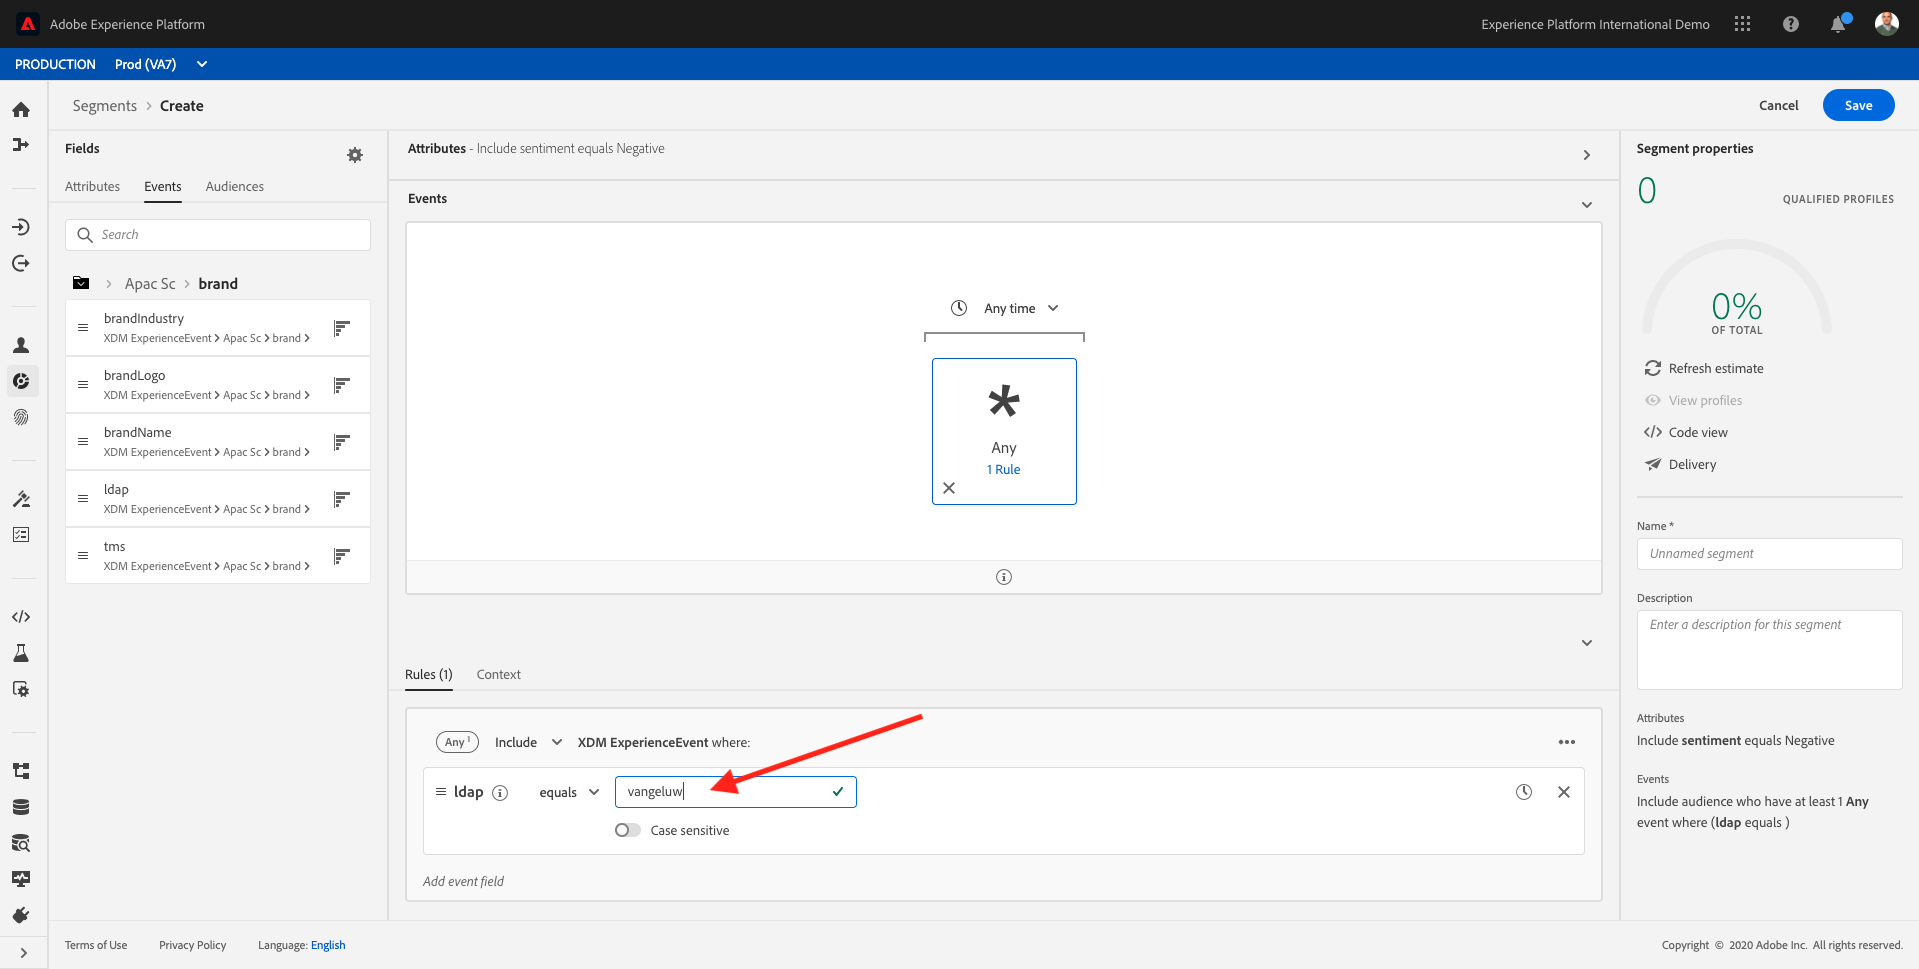 Adobe Experience Platform
Experience Platform International Demo
PRODUCTION Prod (VA7)
Segments > Create
Cancel
Save
Fields
Attributes Events Audiences
Search
Apac Sc > brand
brandIndustry
XDM ExperienceEvent > Apac Sc > brand >
brandLogo
XDM ExperienceEvent > Apac Sc > brand >
brandName
XDM ExperienceEvent > Apac Sc > brand >
ldap
XDM ExperienceEvent > Apac Sc > brand >
tms
XDM ExperienceEvent > Apac Sc > brand >
Attributes - Include sentiment equals Negative
Events
Any time
Any
1 Rule
Rules (1) Context
Any 1 Include XDM ExperienceEvent where:
ldap equals vangeluw
Case sensitive
Add event field
Segment properties
0 QUALIFIED PROFILES
0%
OF TOTAL
Refresh estimate
View profiles
Code view
Delivery
Name *
Unnamed segment
Description
Enter a description for this segment
Attributes
Include sentiment equals Negative
Events
Include audience who have at least 1 Any
event where (ldap equals )
Terms of Use Privacy Policy Language: English
Copyright © 2020 Adobe Inc. All rights reserved.